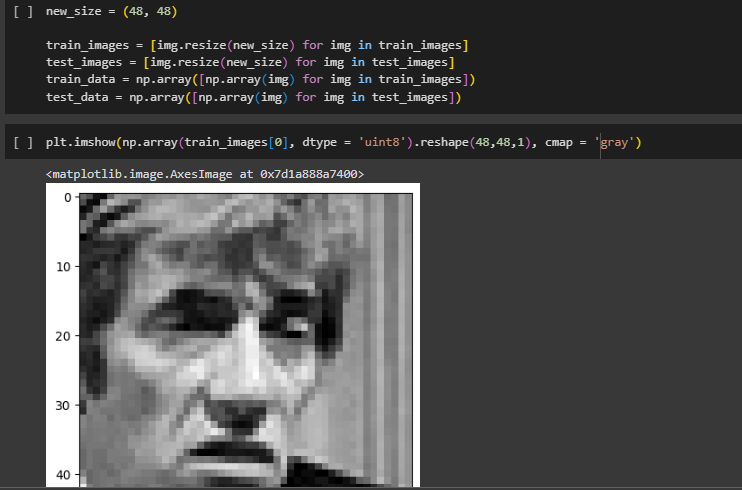 [ ] new_size = (48, 48)
train_images = [img.resize(new_size) for img in train_images]
test_images = [img.resize(new_size) for img in test_images]
train_data = np.array([np.array(img) for img in train_images])
test_data = np.array([np.array(img) for img in test_images])
[ ] plt.imshow(np.array(train_images[0], dtype = 'uint8').reshape(48,48,1), cmap = 'gray')
<matplotlib.image.AxesImage at 0x7d1a888a7400>
0
10
20
30
40